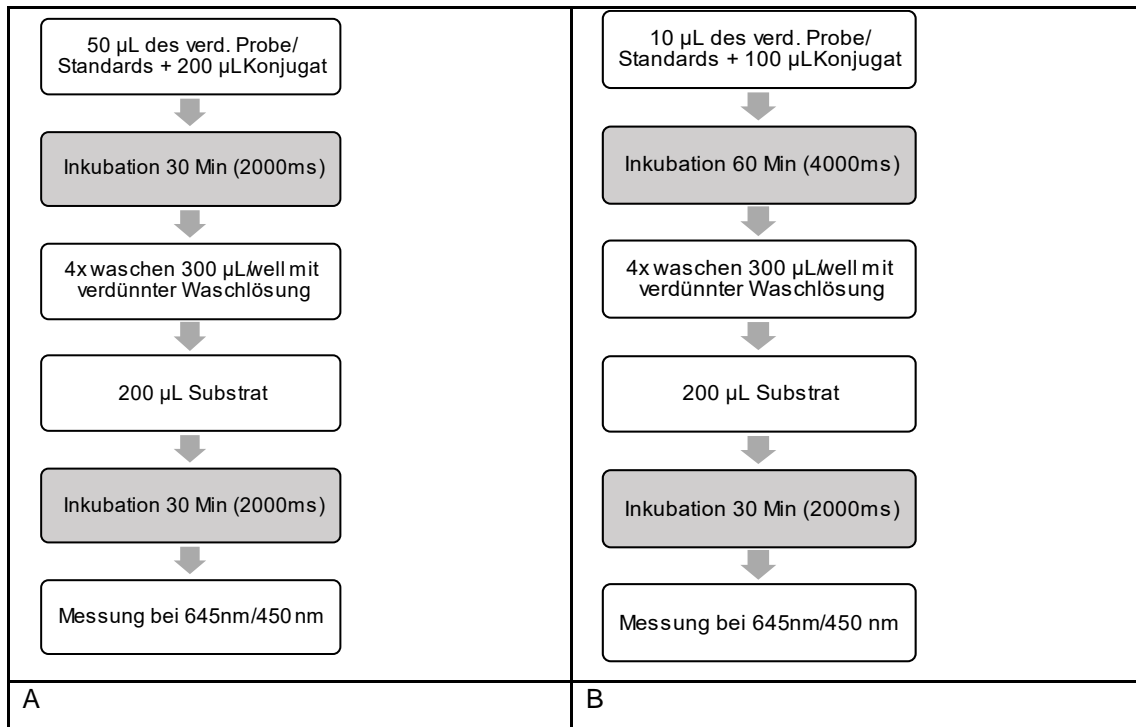 50 µL des verd. Probe/
Standards + 200 µLKonjugat
Inkubation 30 Min (2000ms)
4x waschen 300 µL/well mit
verdünnter Waschlösung
200 µL Substrat
Inkubation 30 Min (2000ms)
Messung bei 645nm/450 nm
A
10 µL des verd. Probe/
Standards + 100 µLKonjugat
Inkubation 60 Min (4000ms)
4x waschen 300 µL/well mit
verdünnter Waschlösung
200 µL Substrat
Inkubation 30 Min (2000ms)
Messung bei 645nm/450 nm
B